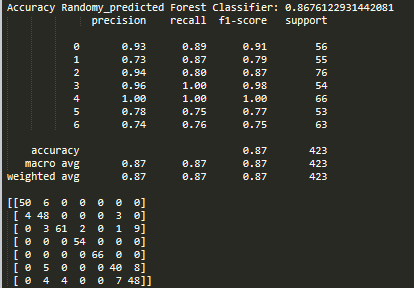 Accuracy Randomy_predicted Forest Classifier: 0.8676122931442081
precision recall f1-score support
0 0.93 0.89 0.91 56
1 0.73 0.87 0.79 55
2 0.94 0.80 0.87 76
3 0.96 1.00 0.98 54
4 1.00 1.00 1.00 66
5 0.78 0.75 0.77 53
6 0.74 0.76 0.75 63
accuracy 0.87 423
macro avg 0.87 0.87 0.87 423
weighted avg 0.87 0.87 0.87 423
[[50 6 0 0 0 0 0]
[ 4 48 0 0 0 3 0]
[ 0 3 61 2 0 1 9]
[ 0 0 0 54 0 0 0]
[ 0 0 0 0 66 0 0]
[ 0 5 0 0 0 40 8]
[ 0 4 4 0 0 7 48]]